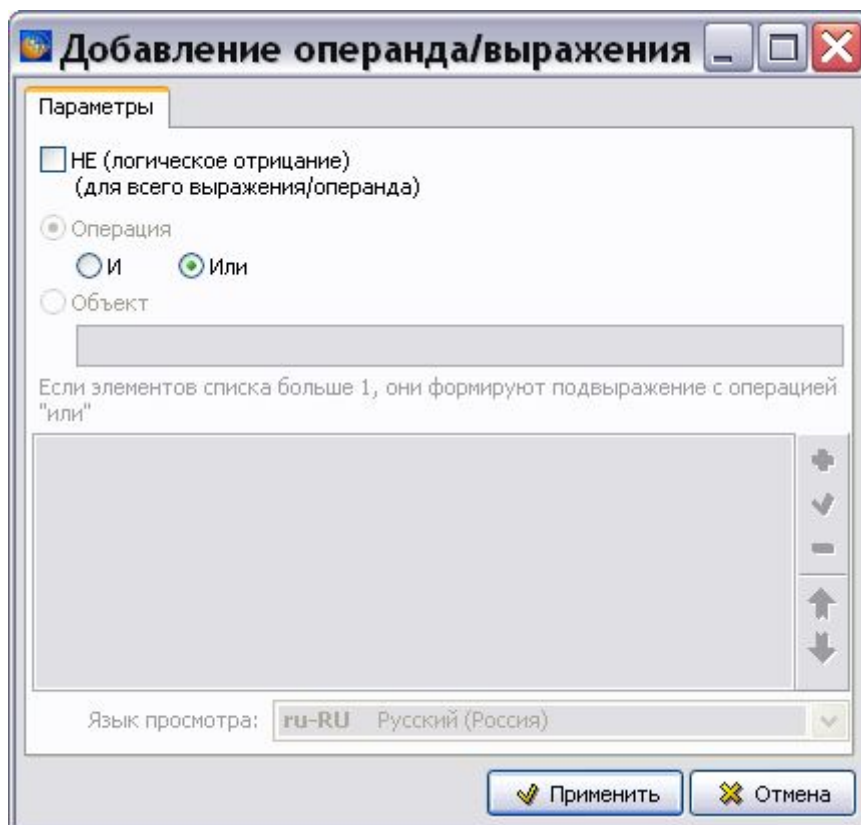 Добавление операнда/выражения
Параметры
НЕ (логическое отрицание)
(для всего выражения/операнда)
Операция
И Или
Объект
Если элементов списка больше 1, они формируют подвыражение с операцией
"или"
Язык просмотра: ru-RU Русский (Россия)
Применить Отмена